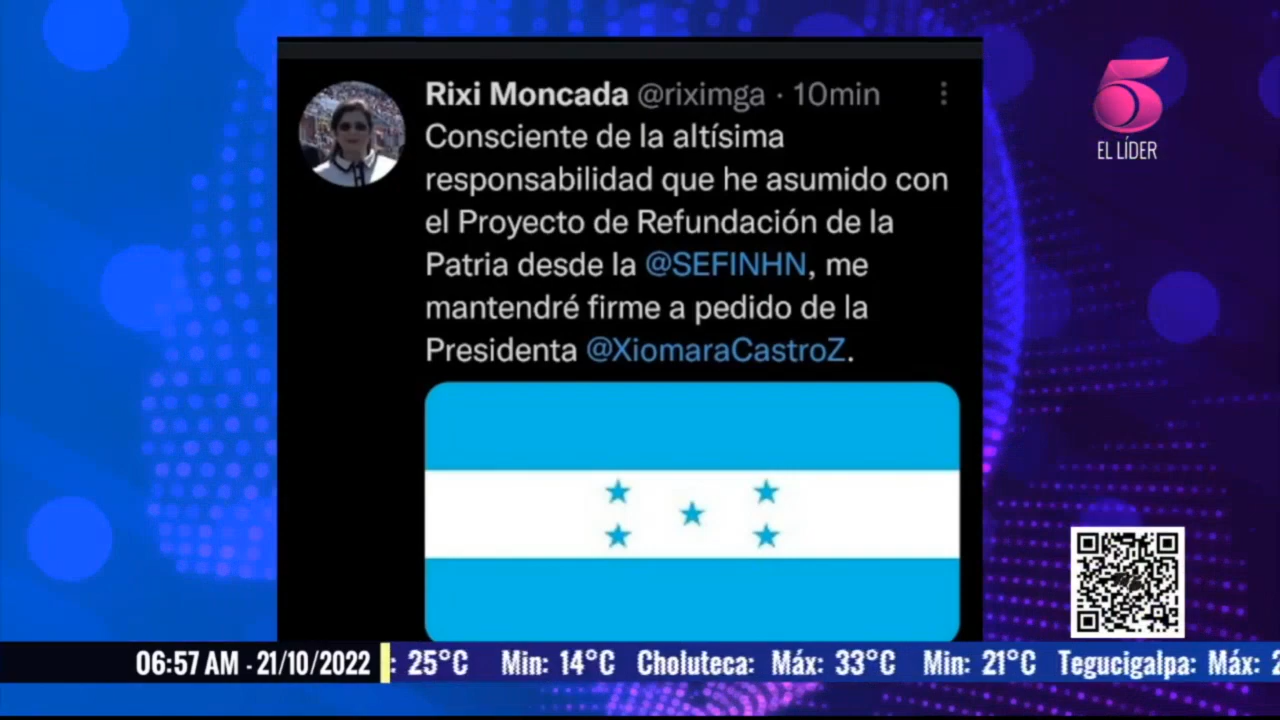 Rixi Moncada @riximga · 10min
Consciente de la altísima
responsabilidad que he asumido con
el Proyecto de Refundación de la
Patria desde la @SEFINHN, me
mantendré firme a pedido de la
Presidenta @XiomaraCastroZ.
5
EL LÍDER
06:57 AM - 21/10/2022 : 25°C Min: 14°C Choluteca: Máx: 33°C Min: 21°C Tegucigalpa: Máx: 2